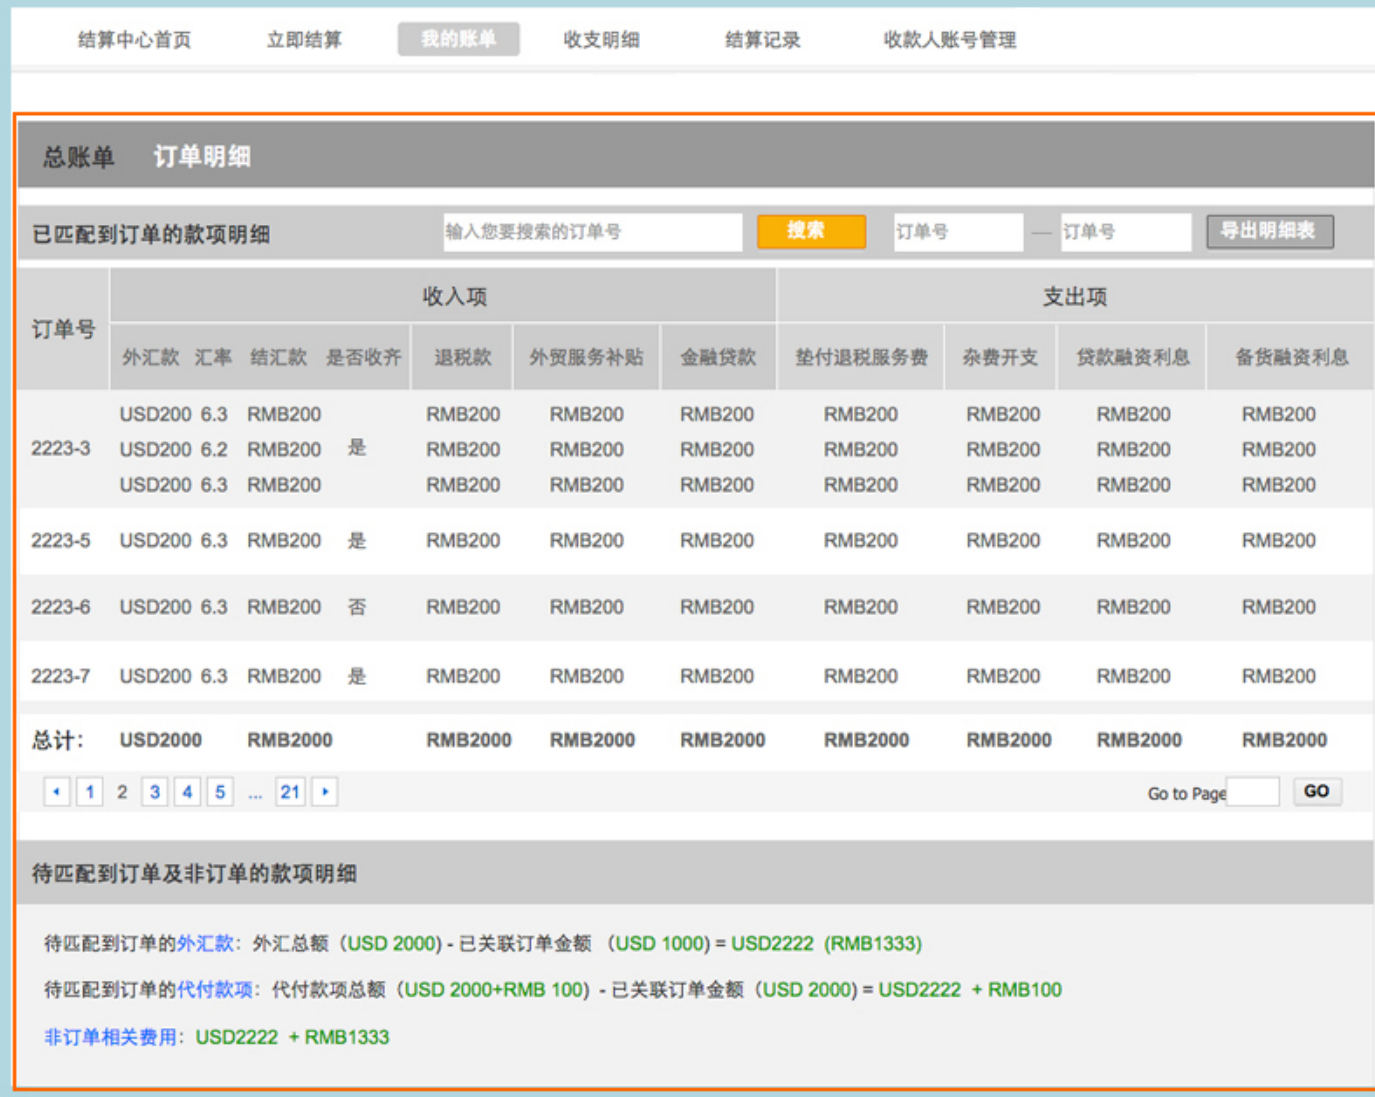 结算中心首页 立即结算 我的账单 收支明细 结算记录 收款人账号管理
总账单 订单明细
已匹配到订单的款项明细 输入您要搜索的订单号 搜索 订单号 — 订单号 导出明细表
订单号 收入项 支出项
外汇款 汇率 结汇款 是否收齐 退税款 外贸服务补贴 金融贷款 垫付退税服务费 杂费开支 贷款融资利息 备货融资利息
USD200 6.3 RMB200 RMB200 RMB200 RMB200 RMB200 RMB200 RMB200 RMB200
2223-3 USD200 6.2 RMB200 是 RMB200 RMB200 RMB200 RMB200 RMB200 RMB200 RMB200
USD200 6.3 RMB200 RMB200 RMB200 RMB200 RMB200 RMB200 RMB200 RMB200
2223-5 USD200 6.3 RMB200 是 RMB200 RMB200 RMB200 RMB200 RMB200 RMB200 RMB200
2223-6 USD200 6.3 RMB200 否 RMB200 RMB200 RMB200 RMB200 RMB200 RMB200 RMB200
2223-7 USD200 6.3 RMB200 是 RMB200 RMB200 RMB200 RMB200 RMB200 RMB200 RMB200
总计： USD2000 RMB2000 RMB2000 RMB2000 RMB2000 RMB2000 RMB2000 RMB2000 RMB2000
1 2 3 4 5 ... 21 Go to Page GO
待匹配到订单及非订单的款项明细
待匹配到订单的外汇款：外汇总额（USD 2000) - 已关联订单金额 （USD 1000) = USD2222 (RMB1333)
待匹配到订单的代付款项：代付款项总额（USD 2000+RMB 100) - 已关联订单金额（USD 2000) = USD2222 + RMB100
非订单相关费用：USD2222 + RMB1333